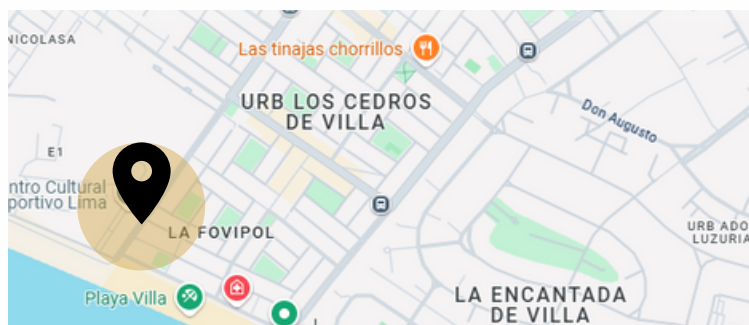 NICOLASA
Las tinajas chorrillos
URB LOS CEDROS
DE VILLA
Don Augusto
E1
ntro Cultural
portivo Lima
LA FOVIPOL
URB ADO
LUZURIA
Playa Villa
LA ENCANTADA
DE VILLA